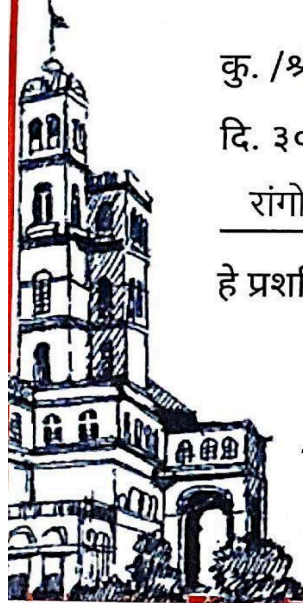 कु. /श्र
दि. ३०
रांगो
हे प्रश